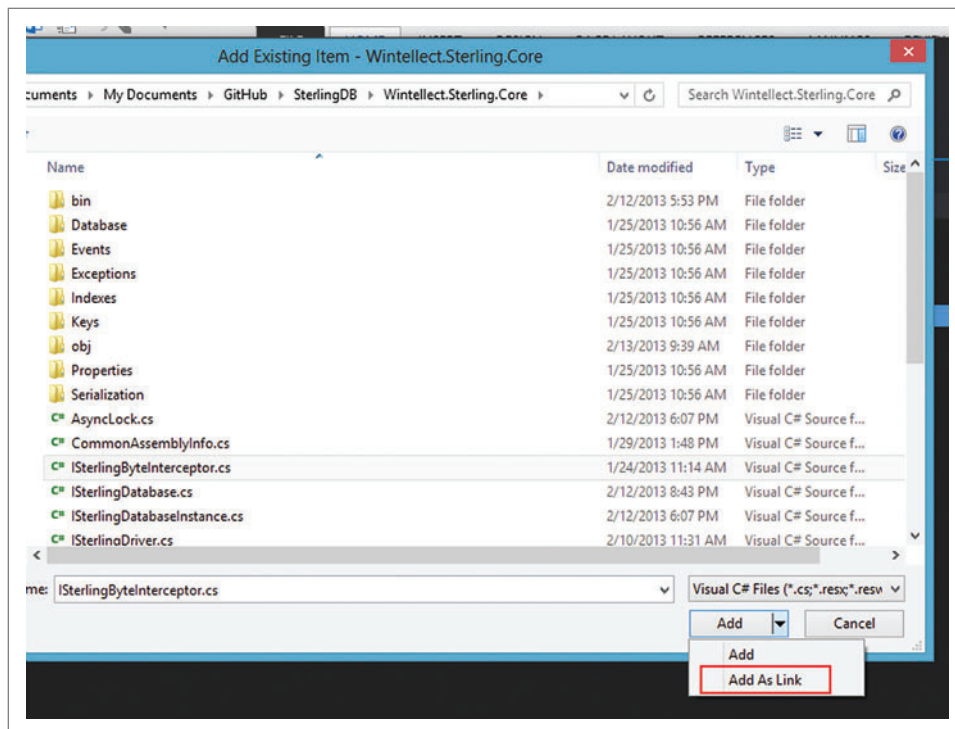 Add Existing Item - Wintellect.Sterling.Core
cuments ▸ My Documents ▸ GitHub ▸ SterlingDB ▸ Wintellect.Sterling.Core ▸ Search Wintellect.Sterling.Core
Name Date modified Type Size
bin 2/12/2013 5:53 PM File folder
Database 1/25/2013 10:56 AM File folder
Events 1/25/2013 10:56 AM File folder
Exceptions 1/25/2013 10:56 AM File folder
Indexes 1/25/2013 10:56 AM File folder
Keys 1/25/2013 10:56 AM File folder
obj 2/13/2013 9:39 AM File folder
Properties 1/25/2013 10:56 AM File folder
Serialization 1/25/2013 10:56 AM File folder
C# AsyncLock.cs 2/12/2013 6:07 PM Visual C# Source f...
C# CommonAssemblyInfo.cs 1/29/2013 1:48 PM Visual C# Source f...
C# ISterlingByteInterceptor.cs 1/24/2013 11:14 AM Visual C# Source f...
C# ISterlingDatabase.cs 2/12/2013 8:43 PM Visual C# Source f...
C# ISterlingDatabaseInstance.cs 2/12/2013 6:07 PM Visual C# Source f...
C# ISterlingDriver.cs 2/10/2013 11:31 AM Visual C# Source f...
me: ISterlingByteInterceptor.cs Visual C# Files (*.cs;*.resx;*.resw
Add Cancel
Add
Add As Link